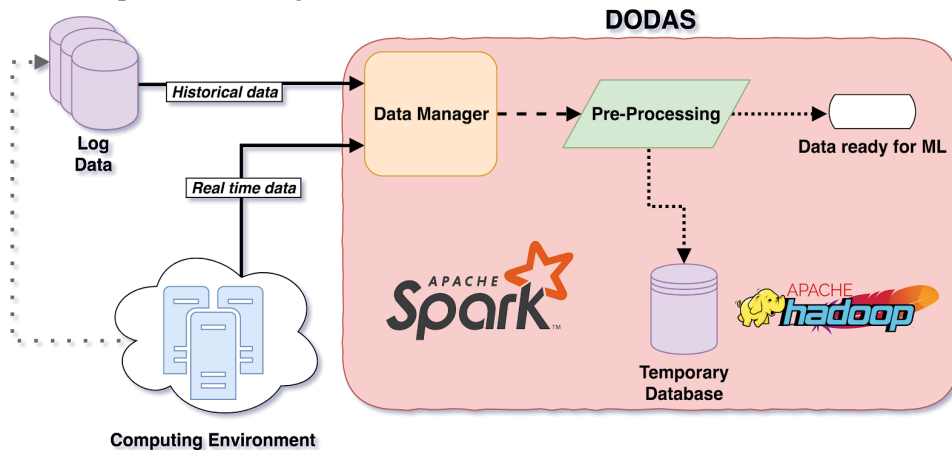 DODAS
Historical data
Data Manager
Pre-Processing
Log
Data
Data ready for ML
Real time data
APACHE
Spark
TM
APACHE
hadoop
Temporary
Database
Computing Environment